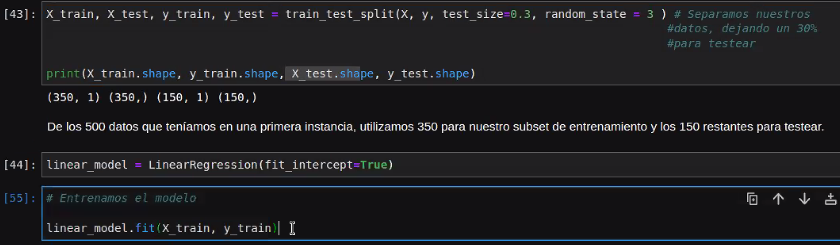 [43]: X_train, X_test, y_train, y_test = train_test_split(X, y, test_size=0.3, random_state = 3 ) # Separamos nuestros
#datos, dejando un 30%
#para testear
print(X_train.shape, y_train.shape, X_test.shape, y_test.shape)
(350, 1) (350,) (150, 1) (150,)
De los 500 datos que teníamos en una primera instancia, utilizamos 350 para nuestro subset de entrenamiento y los 150 restantes para testear.
[44]: linear_model = LinearRegression(fit_intercept=True)
[55]: # Entrenamos el modelo
linear_model.fit(X_train, y_train)